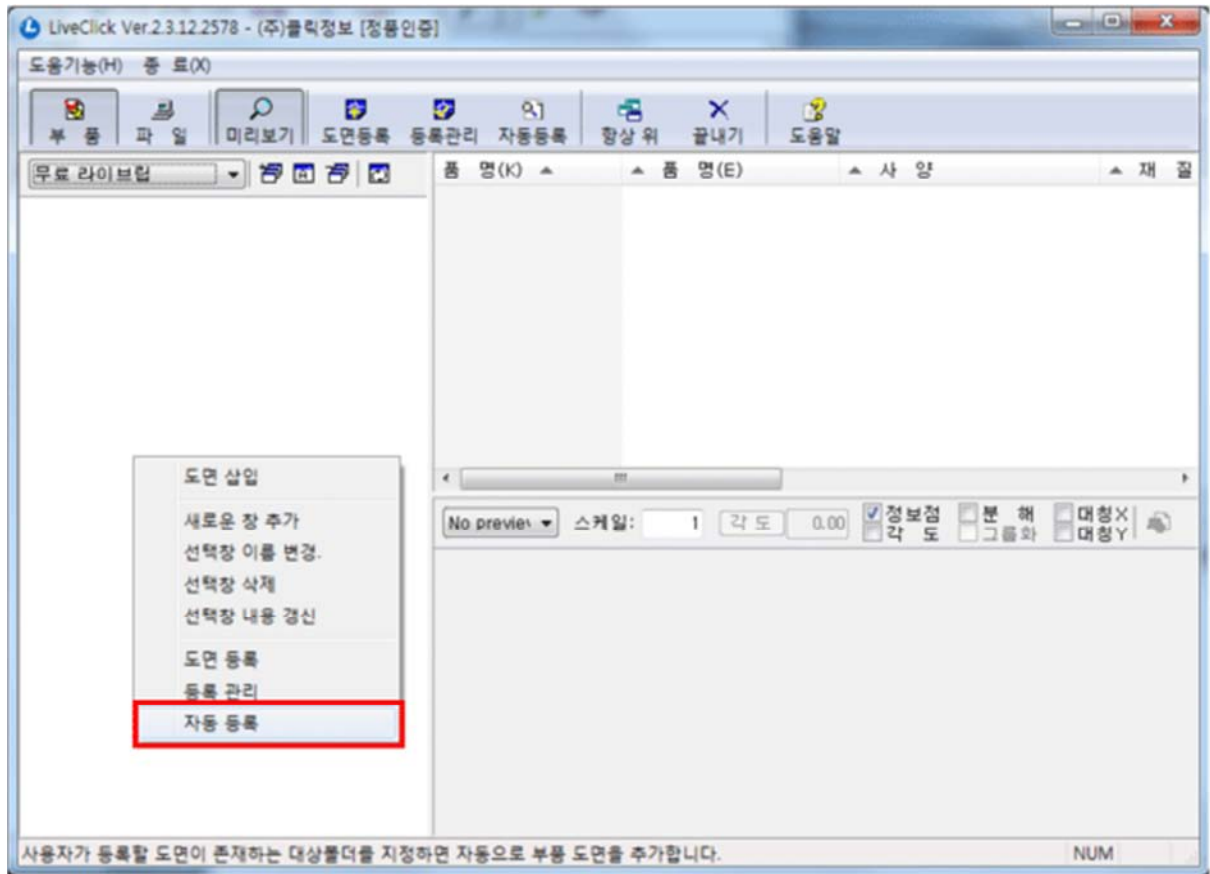 LiveClick Ver.2.3.12.2578 - (주)클릭정보 [정품인증]
도움기능(H) 종 료(X)
부 품 파 일 미리보기 도면등록 등록관리 자동등록 항상 위 끝내기 도움말
무료 라이브럽 품 명(K) 품 명(E) 사 양 재 질
도면 삽입
새로운 창 추가
선택창 이름 변경.
선택창 삭제
선택창 내용 갱신
도면 등록
등록 관리
자동 등록
No previev 스케일: 1 각 도 0.00 정보점 분 해 대칭X
각 도 그룹화 대칭Y
사용자가 등록할 도면이 존재하는 대상폴더를 지정하면 자동으로 부품 도면을 추가합니다. NUM